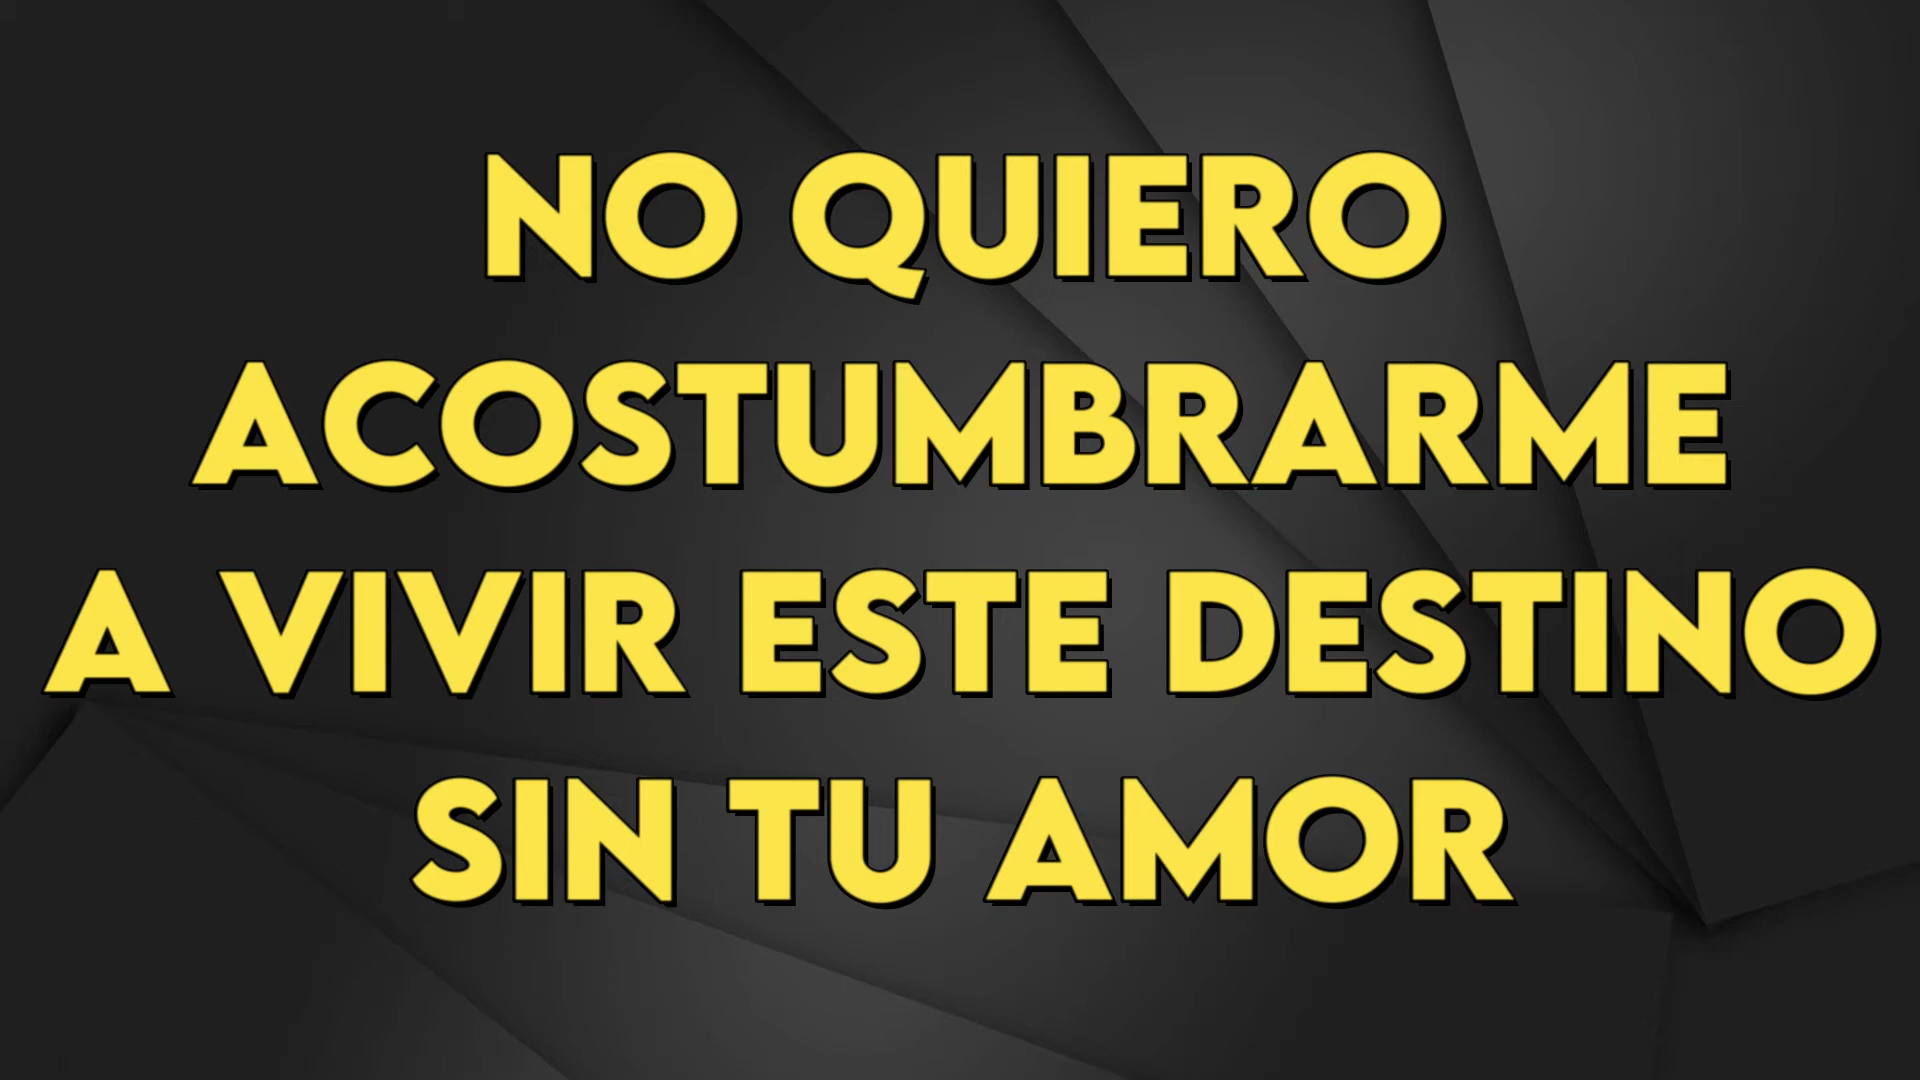 NO QUIERO
ACOSTUMBRARME
A VIVIR ESTE DESTINO
SIN TU AMOR